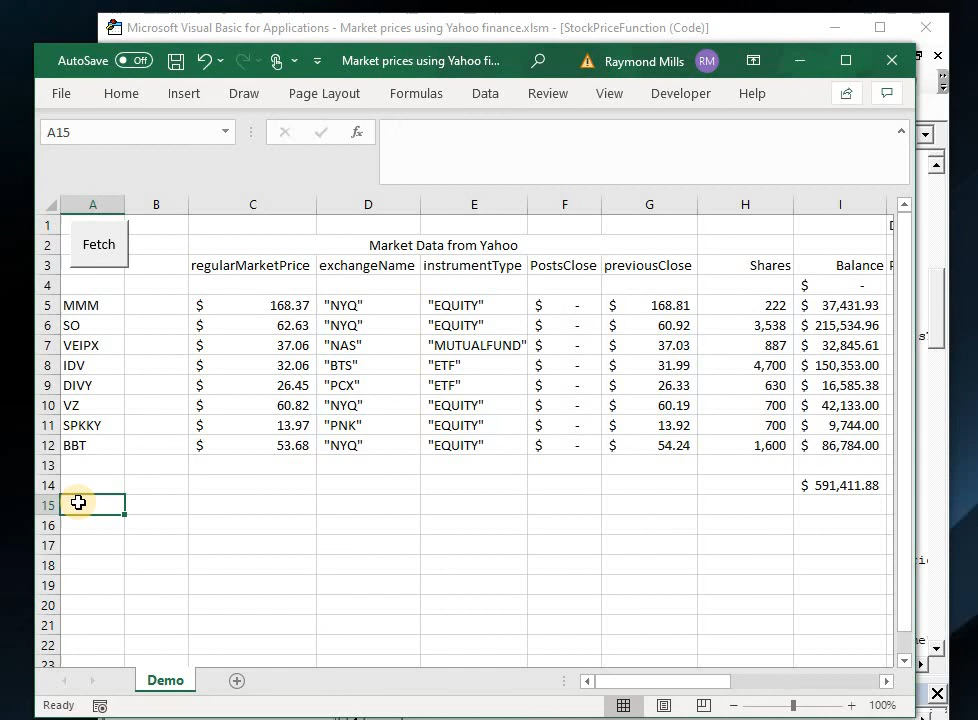 Microsoft Visual Basic for Applications - Market prices using Yahoo finance.xlsm - [StockPriceFunction (Code)]
AutoSave Off Market prices using Yahoo fi... Raymond Mills RM
File Home Insert Draw Page Layout Formulas Data Review View Developer Help
A15 fx
A B C D E F G H I
1
2 Fetch Market Data from Yahoo
3 regularMarketPrice exchangeName instrumentType PostsClose previousClose Shares Balance
4 $ -
5 MMM $ 168.37 "NYQ" "EQUITY" $ - $ 168.81 222 $ 37,431.93
6 SO $ 62.63 "NYQ" "EQUITY" $ - $ 60.92 3,538 $ 215,534.96
7 VEIPX $ 37.06 "NAS" "MUTUALFUND" $ - $ 37.03 887 $ 32,845.61
8 IDV $ 32.06 "BTS" "ETF" $ - $ 31.99 4,700 $ 150,353.00
9 DIVY $ 26.45 "PCX" "ETF" $ - $ 26.33 630 $ 16,585.38
10 VZ $ 60.82 "NYQ" "EQUITY" $ - $ 60.19 700 $ 42,133.00
11 SPKKY $ 13.97 "PNK" "EQUITY" $ - $ 13.92 700 $ 9,744.00
12 BBT $ 53.68 "NYQ" "EQUITY" $ - $ 54.24 1,600 $ 86,784.00
13
14 $ 591,411.88
15
16
17
18
19
20
21
22
23
Demo
Ready 100%